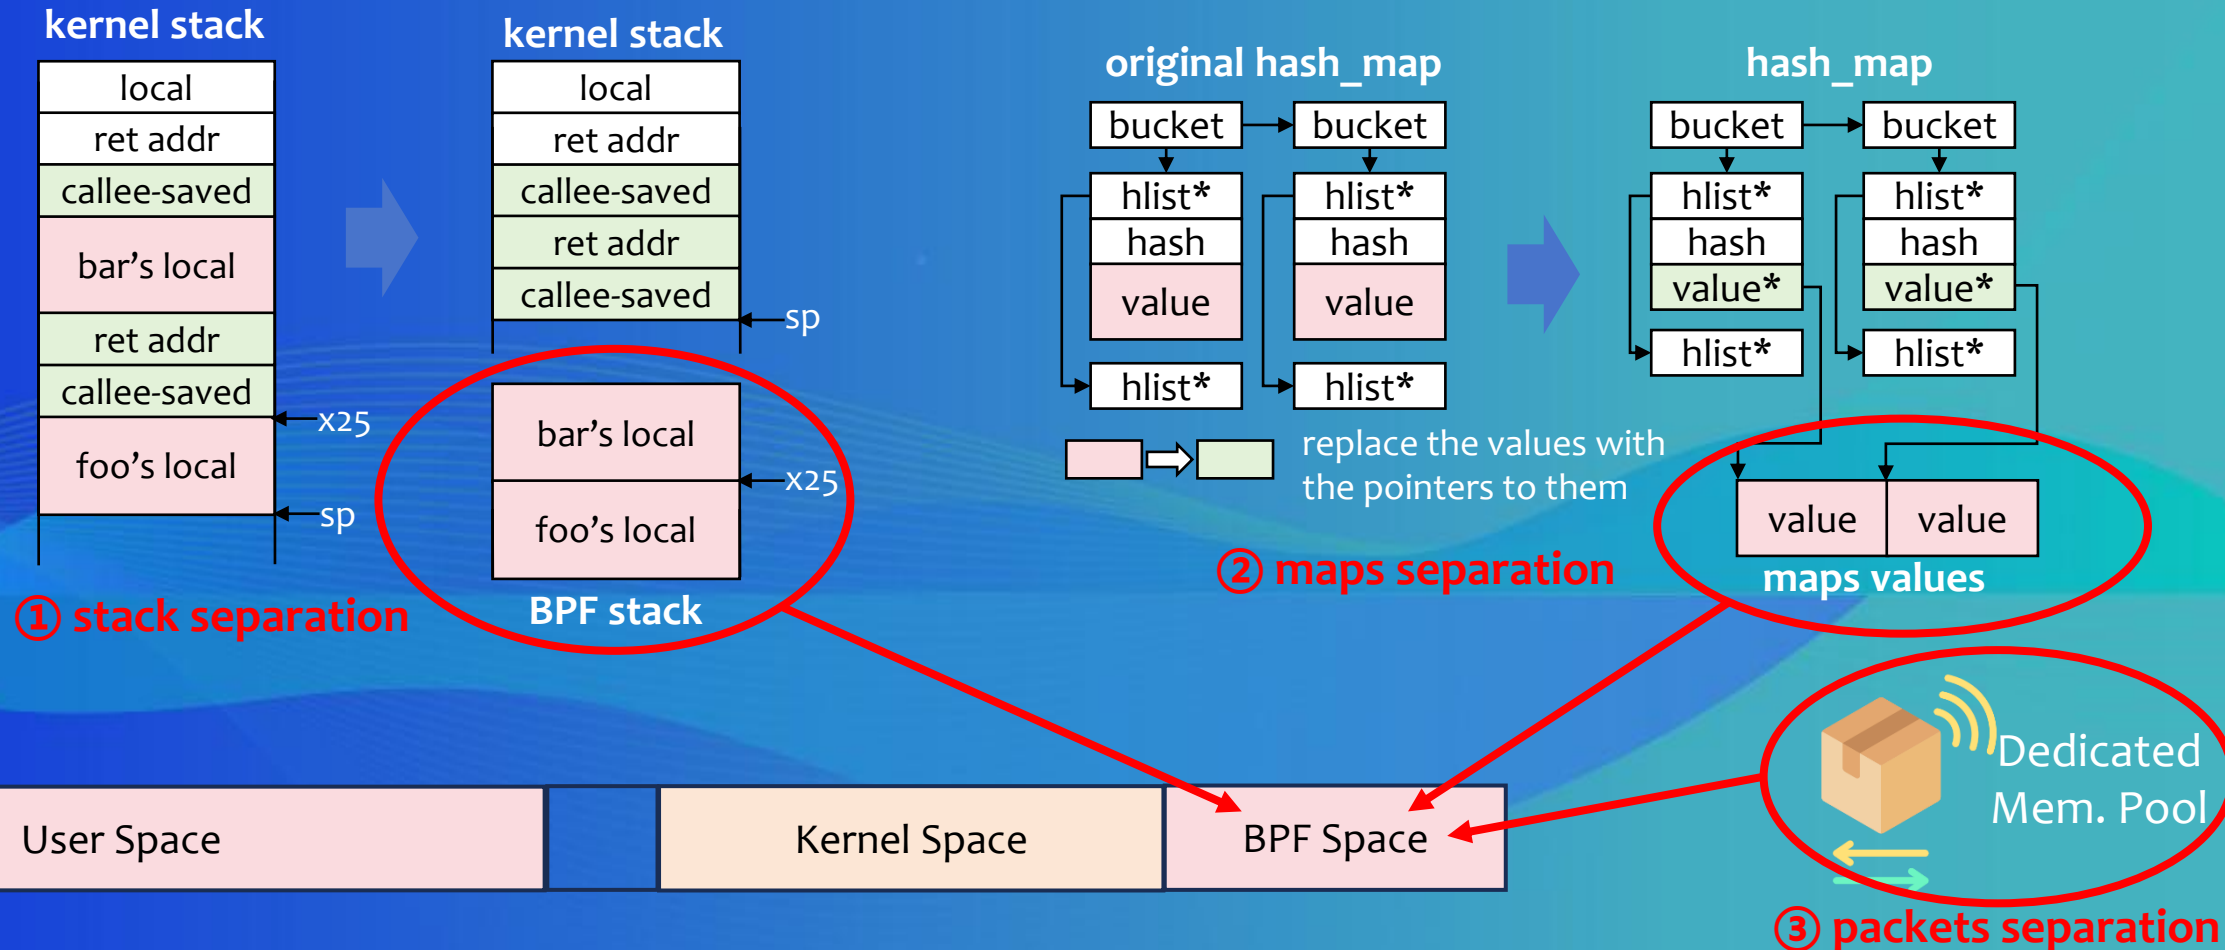 kernel stack
local
ret addr
callee-saved
bar's local
ret addr
callee-saved
x25
foo's local
sp
① stack separation
kernel stack
local
ret addr
callee-saved
ret addr
callee-saved
sp
bar's local
x25
foo's local
BPF stack
original hash_map
bucket
bucket
hlist*
hlist*
hash
hash
value
value
hlist*
hlist*
replace the values with
the pointers to them
② maps separation
hash_map
bucket
bucket
hlist*
hlist*
hash
hash
value*
value*
hlist*
hlist*
value
value
maps values
Dedicated
Mem. Pool
③ packets separation
User Space
Kernel Space
BPF Space